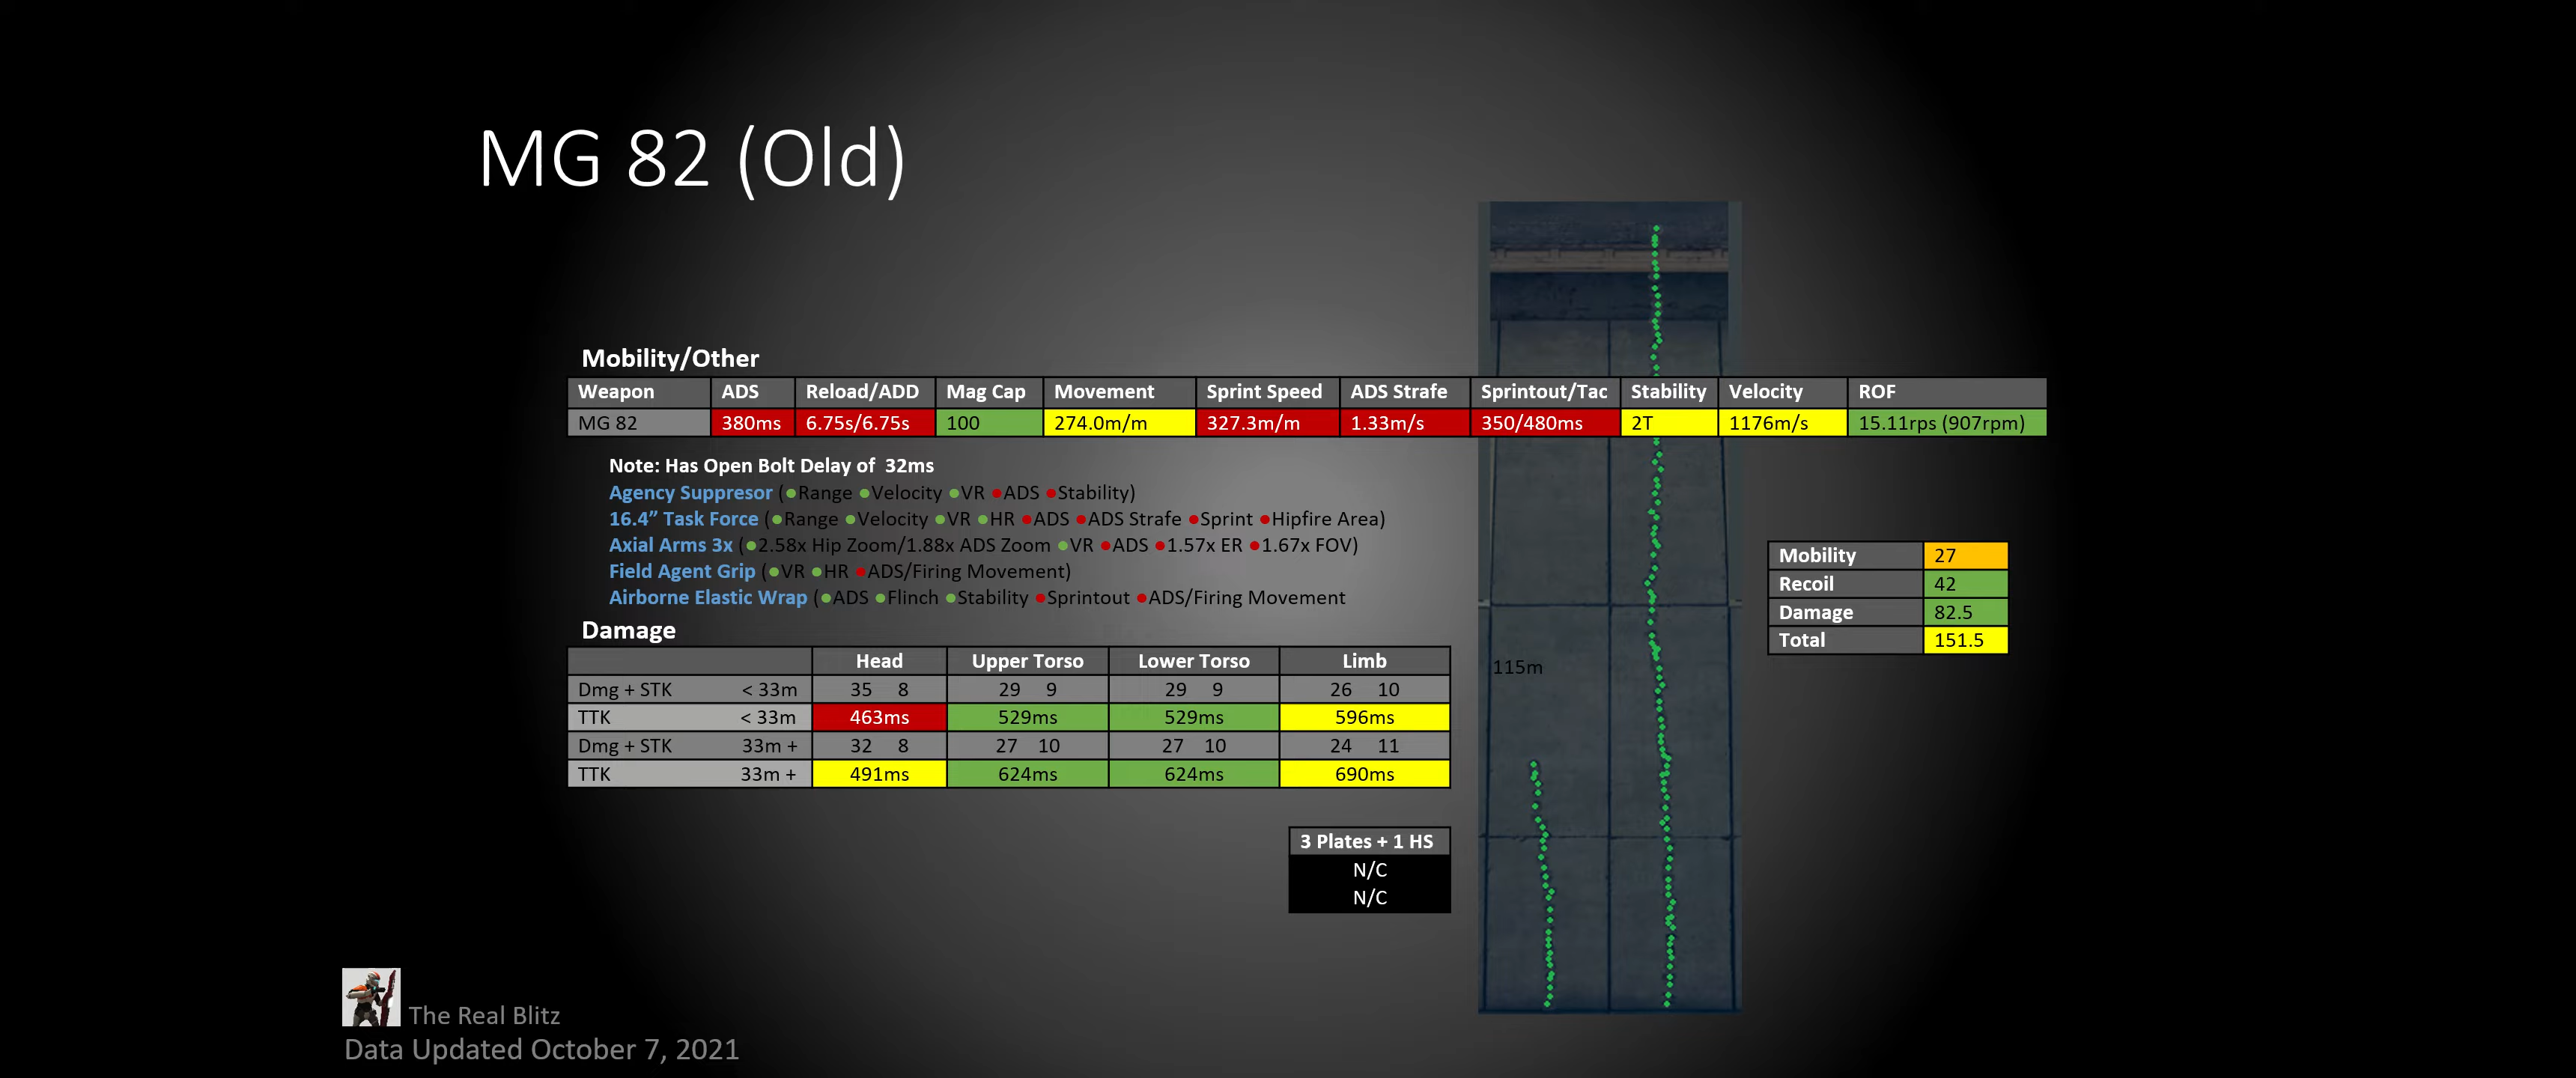 MG 82 (Old)
Mobility/Other
Weapon ADS Reload/ADD Mag Cap Movement Sprint Speed ADS Strafe Sprintout/Tac Stability Velocity ROF
MG 82 380ms 6.75s/6.75s 100 274.0m/m 327.3m/m 1.33m/s 350/480ms 2T 1176m/s 15.11rps (907rpm)
Note: Has Open Bolt Delay of 32ms
Agency Suppresor (●Range ●Velocity ●VR ●ADS ●Stability)
16.4” Task Force (●Range ●Velocity ●VR ●HR ●ADS ●ADS Strafe ●Sprint ●Hipfire Area)
Axial Arms 3x (●2.58x Hip Zoom/1.88x ADS Zoom ●VR ●ADS ●1.57x ER ●1.67x FOV)
Field Agent Grip (●VR ●HR ●ADS/Firing Movement)
Airborne Elastic Wrap (●ADS ●Flinch ●Stability ●Sprintout ●ADS/Firing Movement
Mobility 27
Recoil 42
Damage 82.5
Total 151.5
Damage
Head Upper Torso Lower Torso Limb
Dmg + STK < 33m 35 8 29 9 29 9 26 10
TTK < 33m 463ms 529ms 529ms 596ms
Dmg + STK 33m + 32 8 27 10 27 10 24 11
TTK 33m + 491ms 624ms 624ms 690ms
115m
3 Plates + 1 HS
N/C
N/C
The Real Blitz
Data Updated October 7, 2021